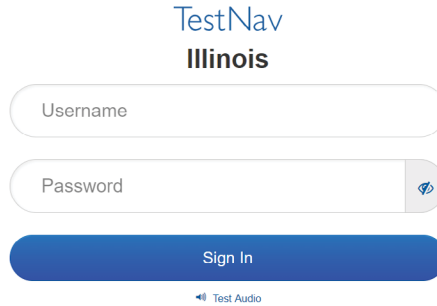 TestNav
Illinois
Username
Password
Sign In
Test Audio